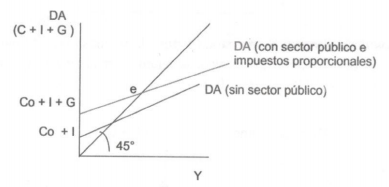 DA
(C + I + G)
DA (con sector público e
impuestos proporcionales)
e
DA (sin sector público)
Co + I + G
Co + I
45°
Y